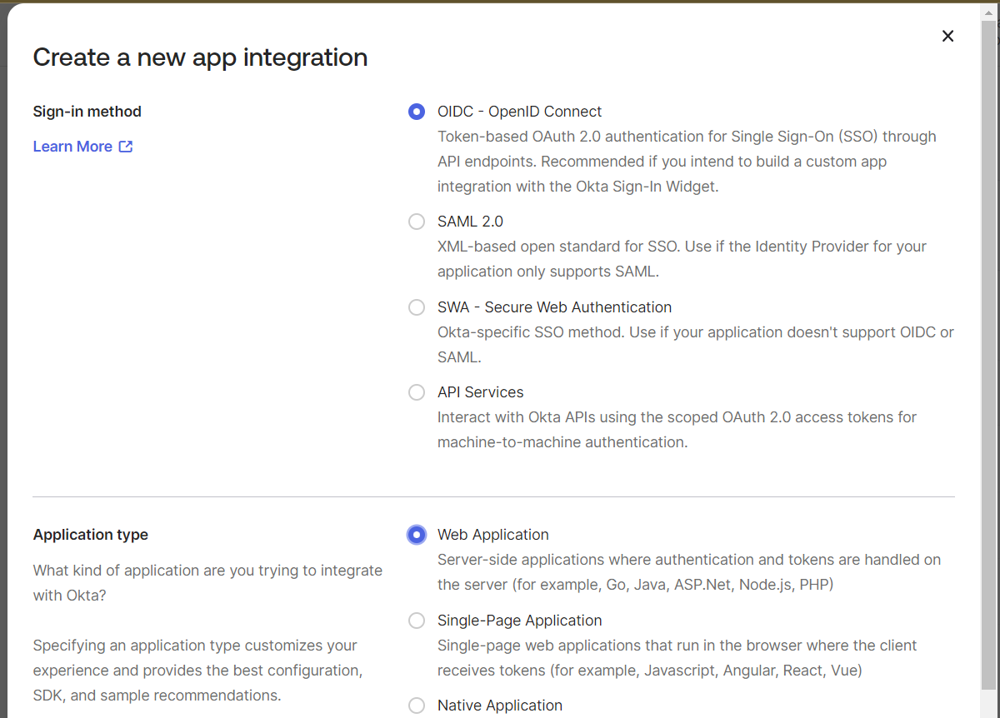 Create a new app integration
Sign-in method
Learn More
OIDC - OpenID Connect
Token-based OAuth 2.0 authentication for Single Sign-On (SSO) through
API endpoints. Recommended if you intend to build a custom app
integration with the Okta Sign-In Widget.
SAML 2.0
XML-based open standard for SSO. Use if the Identity Provider for your
application only supports SAML.
SWA - Secure Web Authentication
Okta-specific SSO method. Use if your application doesn't support OIDC or
SAML.
API Services
Interact with Okta APIs using the scoped OAuth 2.0 access tokens for
machine-to-machine authentication.
Application type
What kind of application are you trying to integrate
with Okta?
Specifying an application type customizes your
experience and provides the best configuration,
SDK, and sample recommendations.
Web Application
Server-side applications where authentication and tokens are handled on
the server (for example, Go, Java, ASP.Net, Node.js, PHP)
Single-Page Application
Single-page web applications that run in the browser where the client
receives tokens (for example, Javascript, Angular, React, Vue)
Native Application